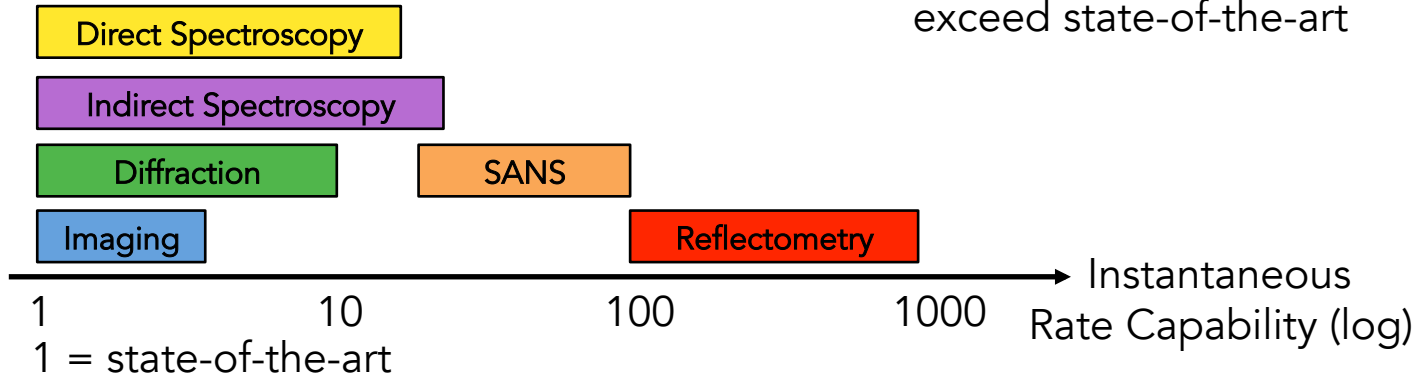 exceed state-of-the-art
Direct Spectroscopy
Indirect Spectroscopy
Diffraction
SANS
Imaging
Reflectometry
1
10
100
1000
Instantaneous
Rate Capability (log)
1 = state-of-the-art